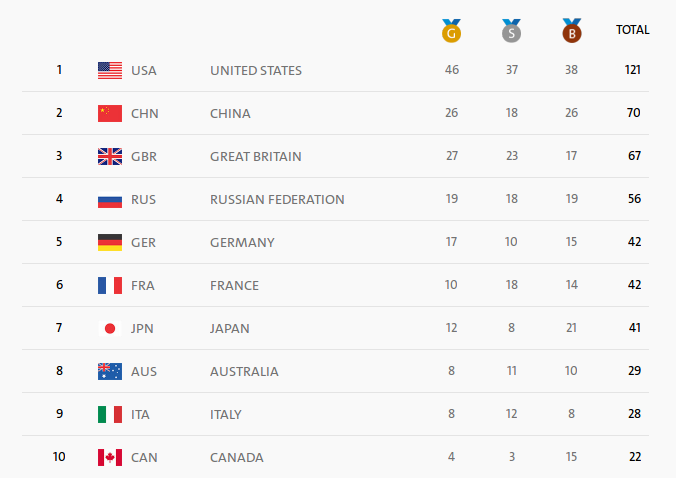 G S B TOTAL
1 USA UNITED STATES 46 37 38 121
2 CHN CHINA 26 18 26 70
3 GBR GREAT BRITAIN 27 23 17 67
4 RUS RUSSIAN FEDERATION 19 18 19 56
5 GER GERMANY 17 10 15 42
6 FRA FRANCE 10 18 14 42
7 JPN JAPAN 12 8 21 41
8 AUS AUSTRALIA 8 11 10 29
9 ITA ITALY 8 12 8 28
10 CAN CANADA 4 3 15 22